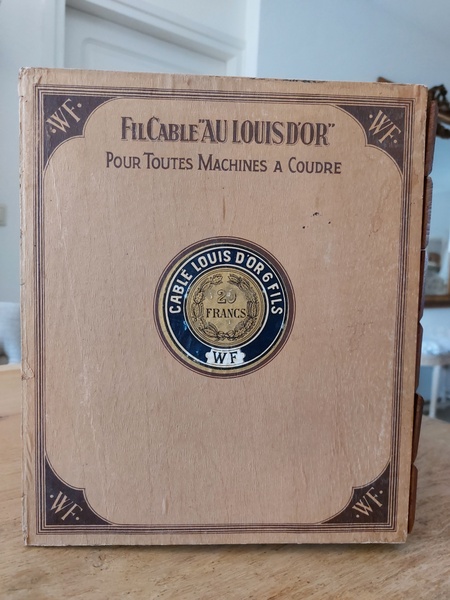 WF WF
FIL CABLE "AU LOUIS D'OR"
POUR TOUTES MACHINES A COUDRE
CABLÉ LOUIS D'OR 6 FILS
20
FRANCS
WF
WF WF